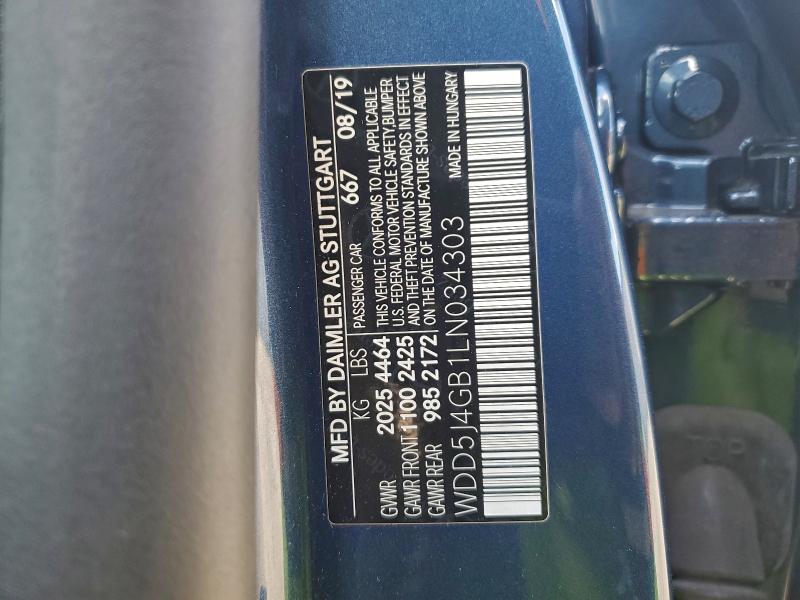 MFD BY DAIMLER AG STUTTGART
KG LBS PASSENGER CAR 667 08/19
GVWR 2025 4464
GAWR FRONT 1100 2425
GAWR REAR 985 2172
THIS VEHICLE CONFORMS TO ALL APPLICABLE
U.S. FEDERAL MOTOR VEHICLE SAFETY,BUMPER
AND THEFT PREVENTION STANDARDS IN EFFECT
ON THE DATE OF MANUFACTURE SHOWN ABOVE
MADE IN HUNGARY
WDD5J4GB1LN034303
TOP